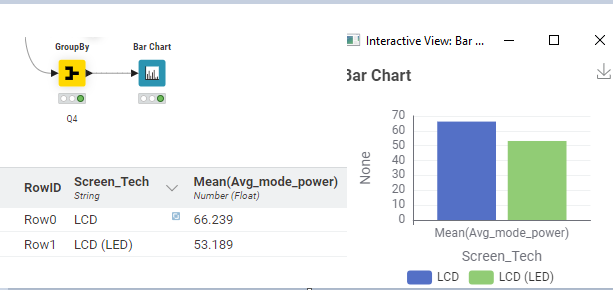 GroupBy
Bar Chart
Q4
RowID Screen_Tech Mean(Avg_mode_power)
String Number (Float)
Row0 LCD 66.239
Row1 LCD (LED) 53.189
Interactive View: Bar ...
Bar Chart
70
60
50
40
30
20
10
0
None
Mean(Avg_mode_power)
Screen_Tech
LCD LCD (LED)